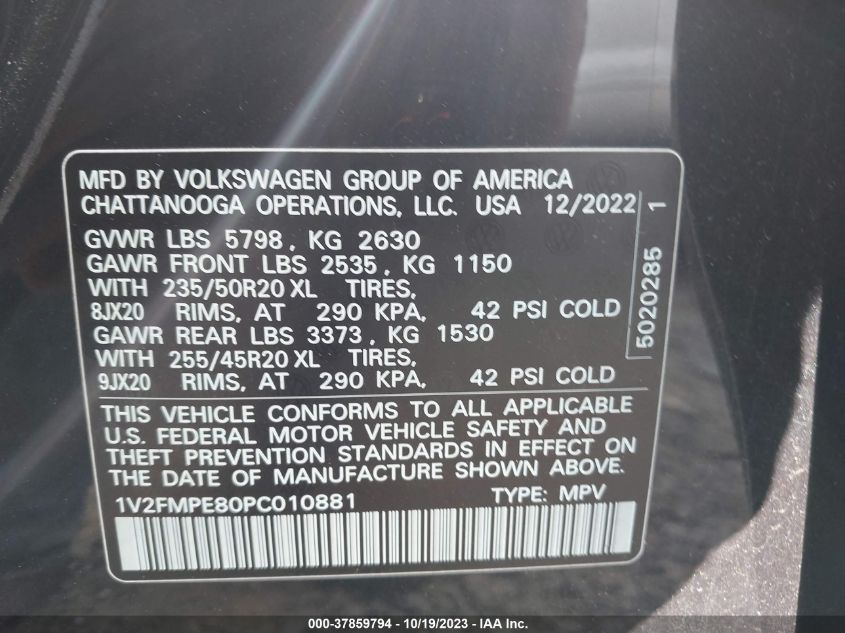 MFD BY VOLKSWAGEN GROUP OF AMERICA
CHATTANOOGA OPERATIONS, LLC. USA 12/2022
GVWR LBS 5798, KG 2630
GAWR FRONT LBS 2535, KG 1150
WITH 235/50R20 XL TIRES,
8JX20 RIMS, AT 290 KPA, 42 PSI COLD
GAWR REAR LBS 3373, KG 1530
WITH 255/45R20 XL TIRES,
9JX20 RIMS, AT 290 KPA, 42 PSI COLD
5020285 1
THIS VEHICLE CONFORMS TO ALL APPLICABLE
U.S. FEDERAL MOTOR VEHICLE SAFETY AND
THEFT PREVENTION STANDARDS IN EFFECT ON
THE DATE OF MANUFACTURE SHOWN ABOVE.
1V2FMPE80PC010881 TYPE: MPV
000-37859794 - 10/19/2023 - IAA Inc.